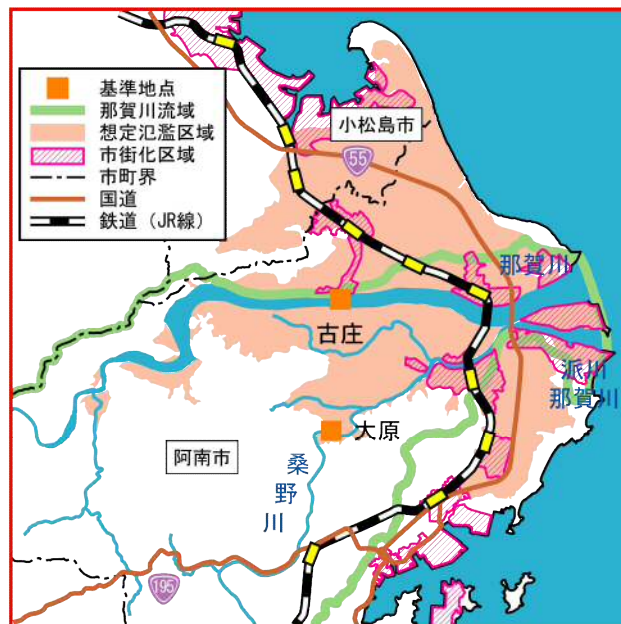 基準地点
那賀川流域
想定氾濫区域
市街化区域
市町界
国道
鉄道（JR線）
小松島市
55
那賀川
古庄
派川
那賀川
大原
阿南市
桑野川
195